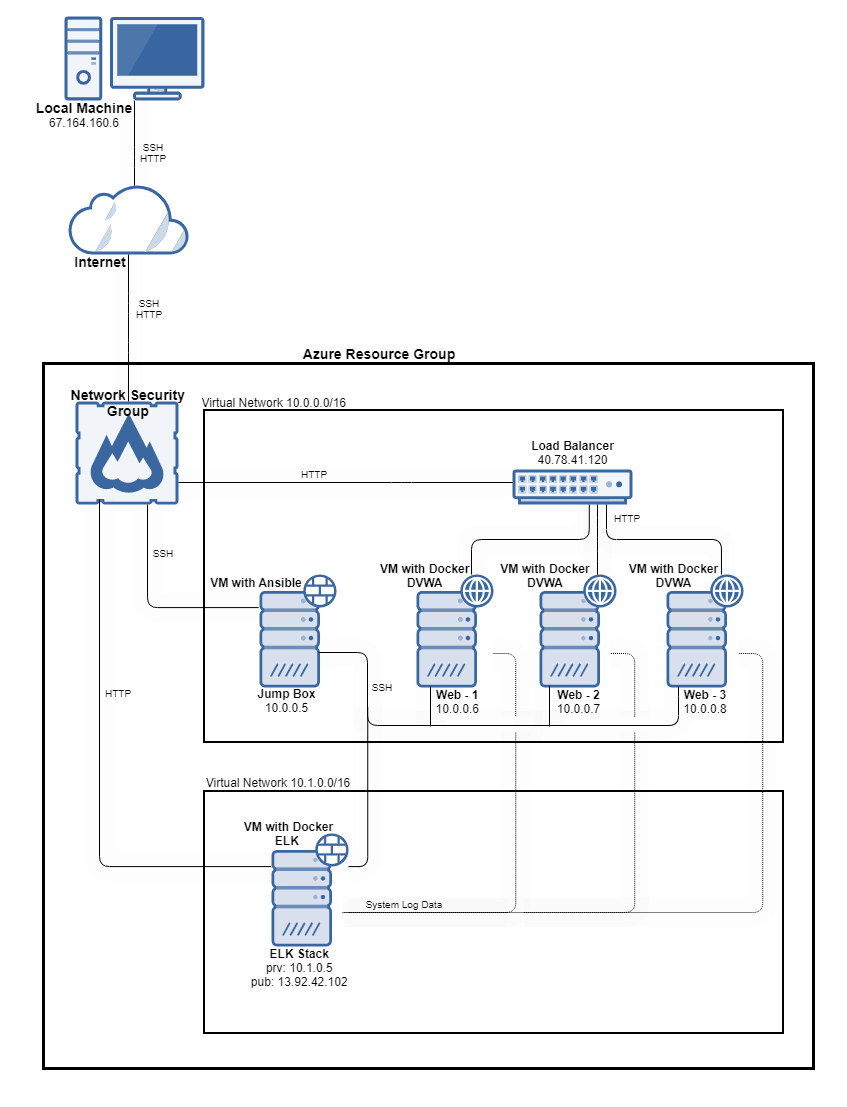 Local Machine
67.164.160.6
SSH
HTTP
Internet
SSH
HTTP
Azure Resource Group
Network Security
Group
Virtual Network 10.0.0.0/16
Load Balancer
40.78.41.120
HTTP
HTTP
SSH
VM with Ansible
VM with Docker
DVWA
VM with Docker
DVWA
VM with Docker
DVWA
Jump Box
10.0.0.5
SSH
Web - 1
10.0.0.6
Web - 2
10.0.0.7
Web - 3
10.0.0.8
HTTP
Virtual Network 10.1.0.0/16
VM with Docker
ELK
System Log Data
ELK Stack
prv: 10.1.0.5
pub: 13.92.42.102